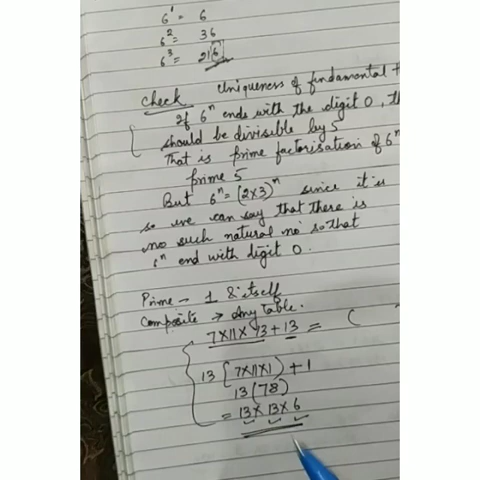 6¹ = 6
6² = 36
6³ = 216
Check Uniqueness of fundamental
If 6ⁿ ends with the digit 0,
should be divisible by 5
That is prime factorisation of 6ⁿ
prime 5
But 6ⁿ = (2×3)ⁿ since it is
so we can say that there is
no such natural no so that
6ⁿ end with digit 0.
Prime - 1 & itself
Composite → Any table.
7×11×13 + 13 = (
13 [7×11×1) + 1
13 (78)
= 13 × 13 × 6